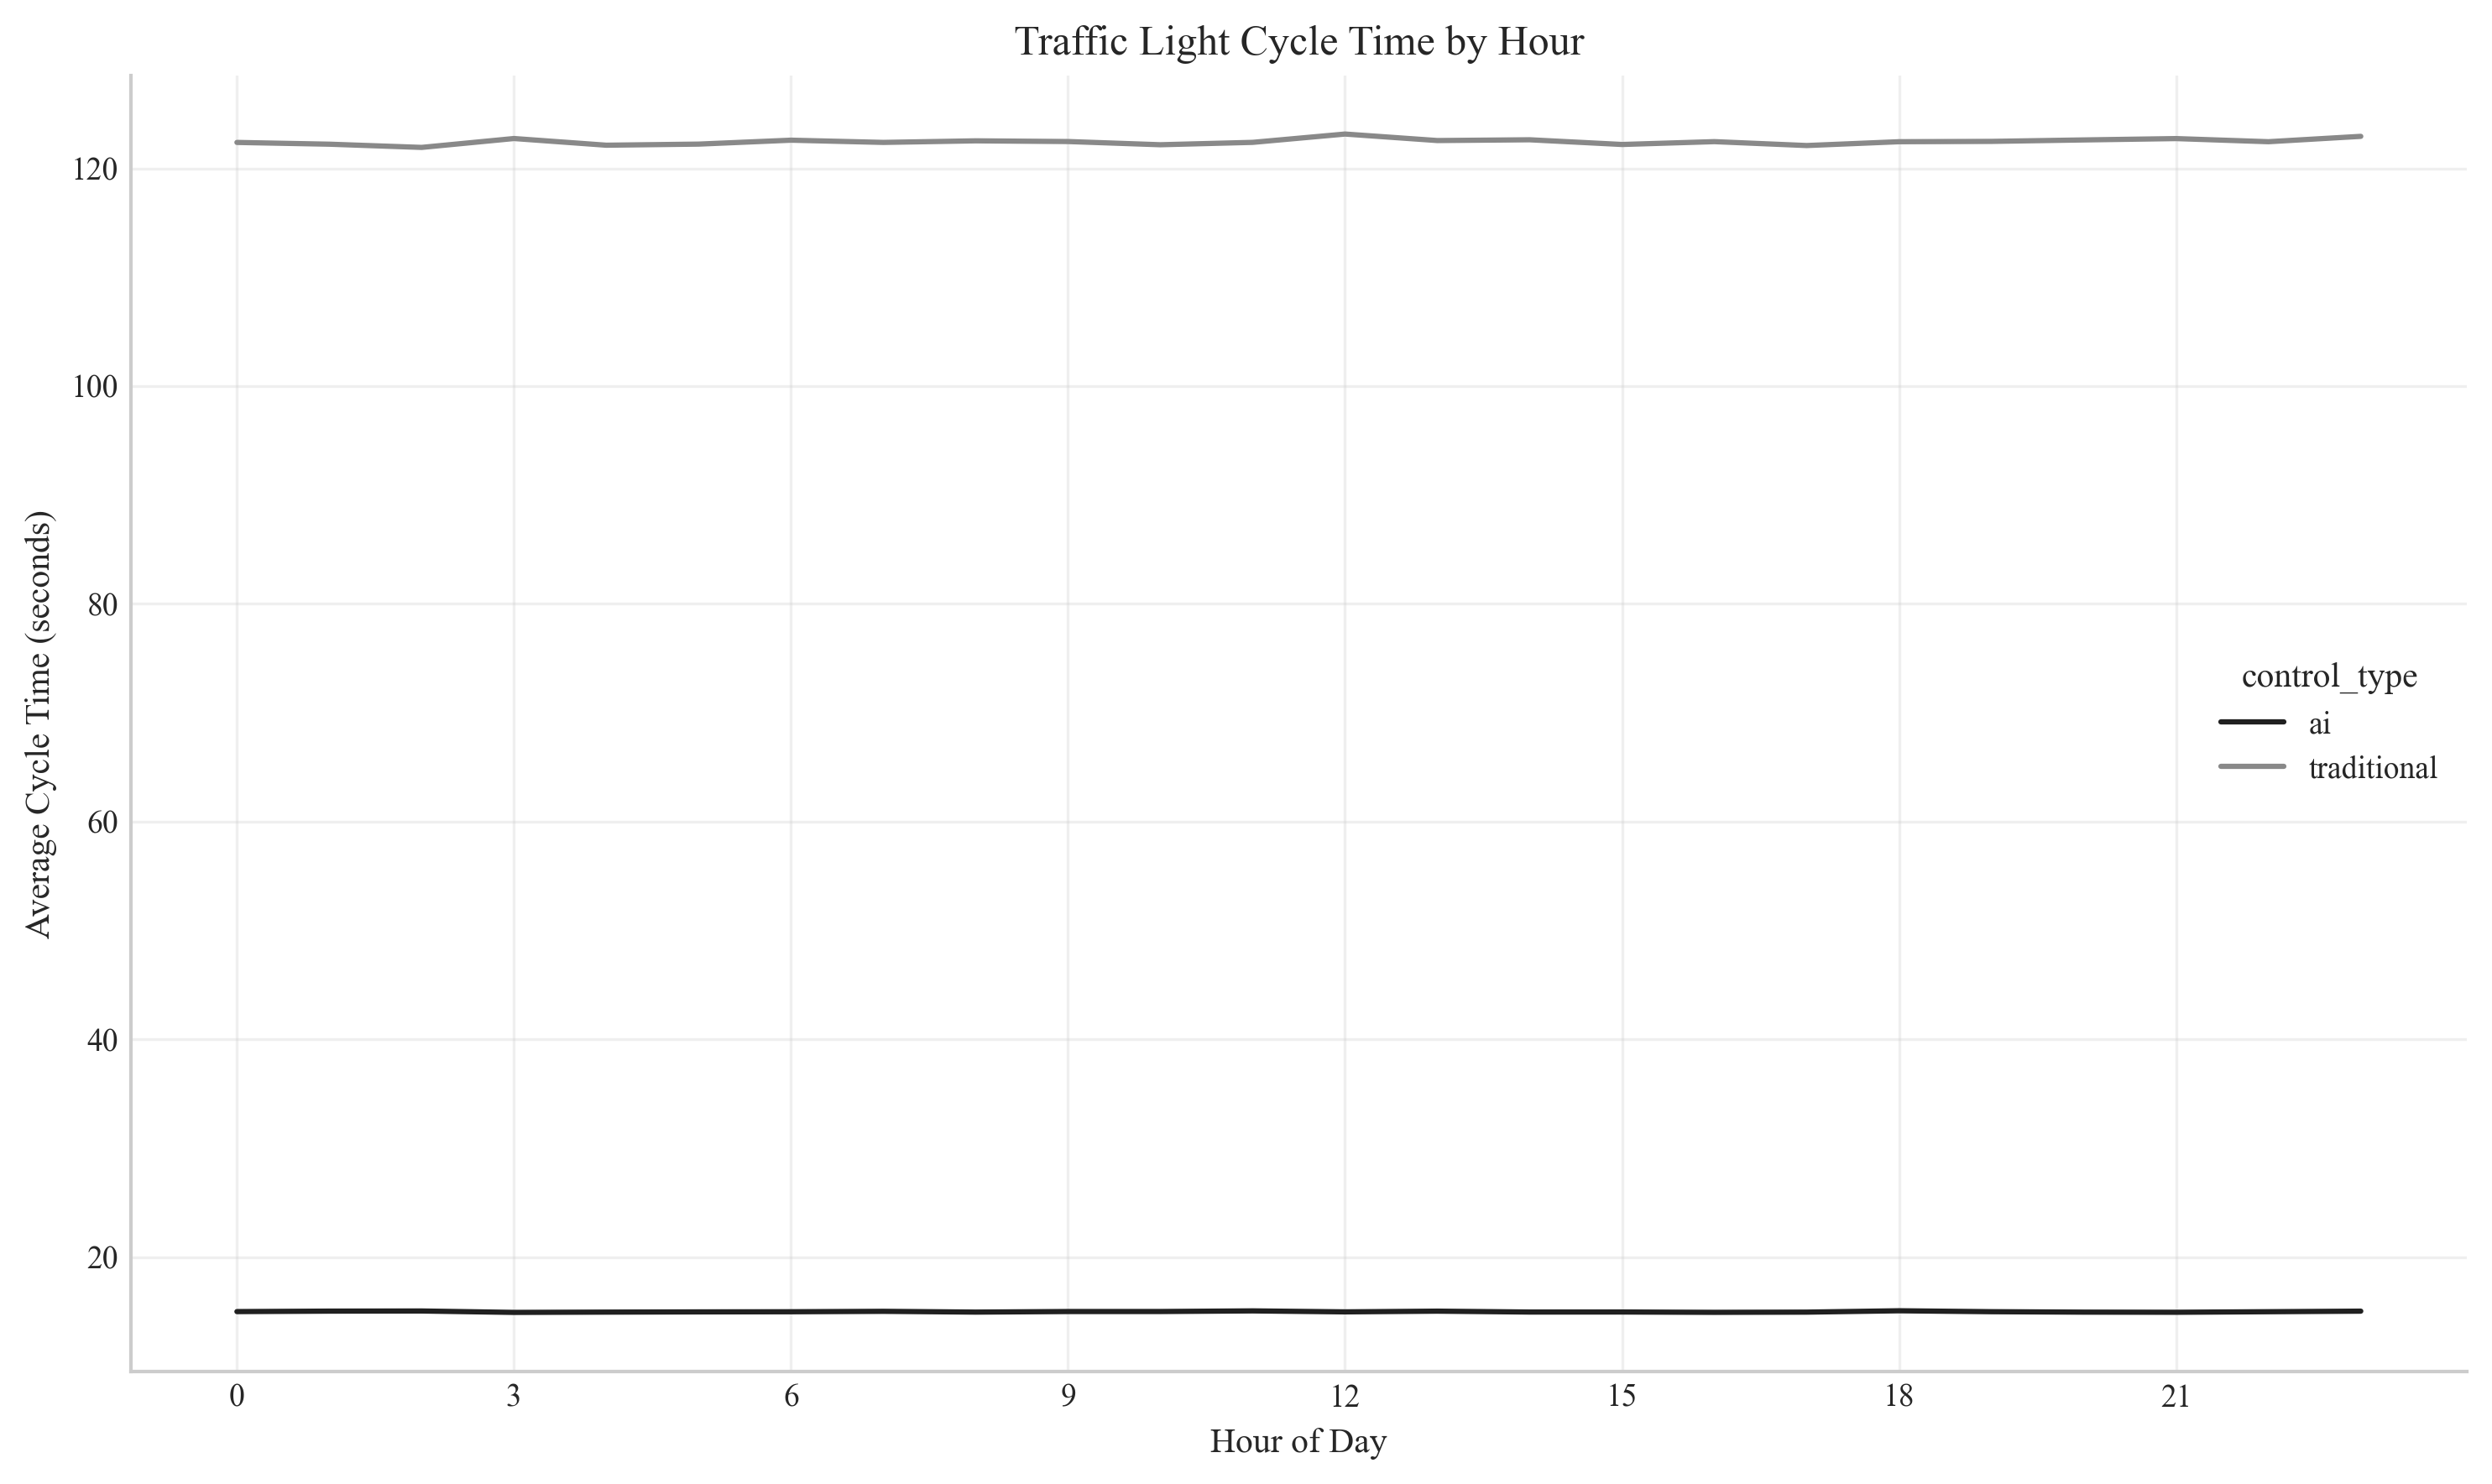 Traffic Light Cycle Time by Hour
Average Cycle Time (seconds)
120
100
80
60
40
20
control_type
ai
traditional
0 3 6 9 12 15 18 21
Hour of Day